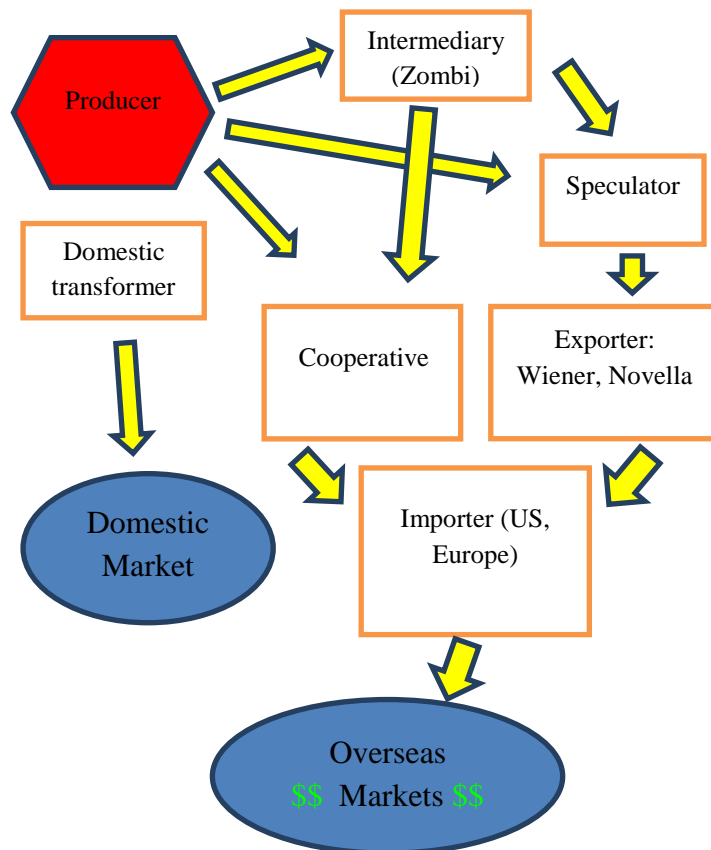 Producer
Intermediary
(Zombi)
Speculator
Domestic
transformer
Cooperative
Exporter:
Wiener, Novella
Importer (US,
Europe)
Domestic
Market
Overseas
$$ Markets $$